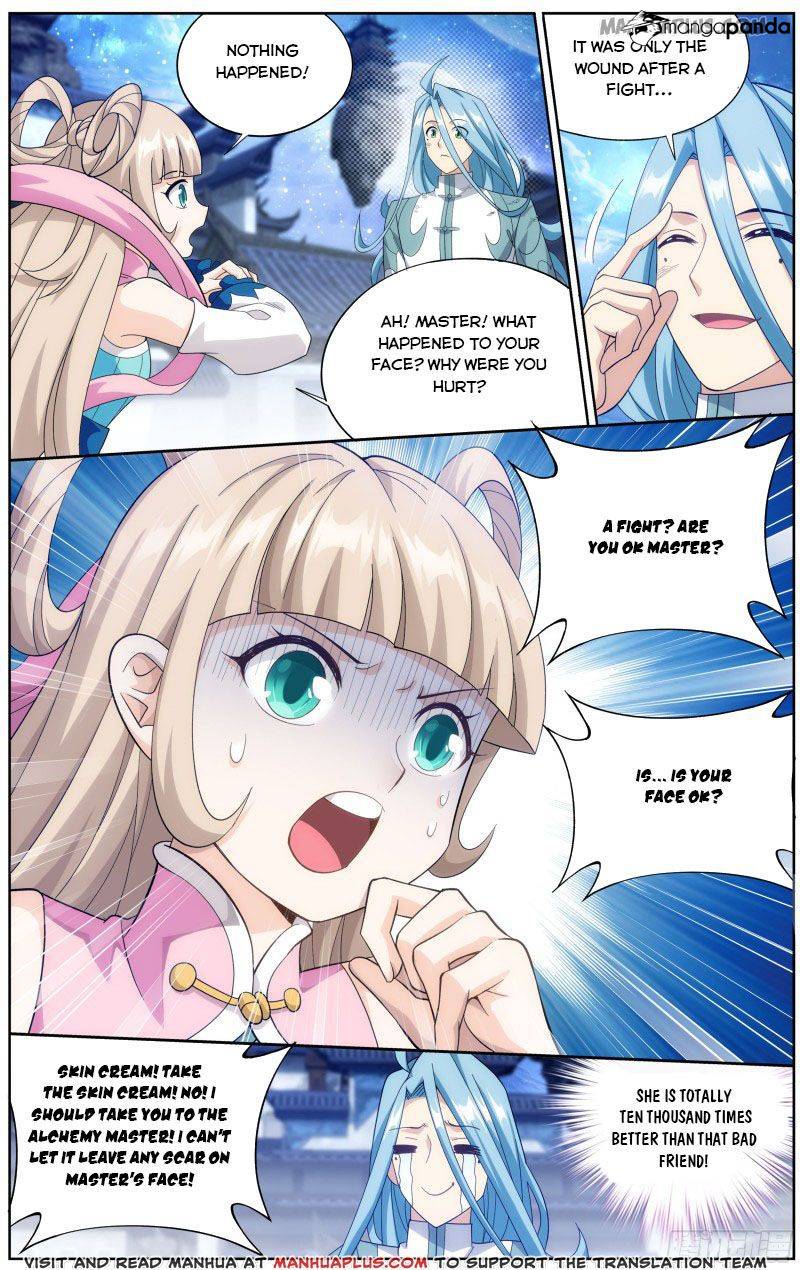 mangapanda
NOTHING
HAPPENED!
AH! MASTER! WHAT
HAPPENED TO YOUR
FACE? WHY WERE YOU
HURT?
IT WAS ONLY THE
WOUND AFTER A
FIGHT...
A FIGHT? ARE
YOU OK MASTER?
IS... IS YOUR
FACE OK?
SKIN CREAM! TAKE
THE SKIN CREAM! NO! I
SHOULD TAKE YOU TO THE
ALCHEMY MASTER! I CAN'T
LET IT LEAVE ANY SCAR ON
MASTER'S FACE!
SHE IS TOTALLY
TEN THOUSAND TIMES
BETTER THAN THAT BAD
FRIEND!
VISIT AND READ MANHUA AT MANHUAPLUS.COM TO SUPPORT THE TRANSLATION TEAM